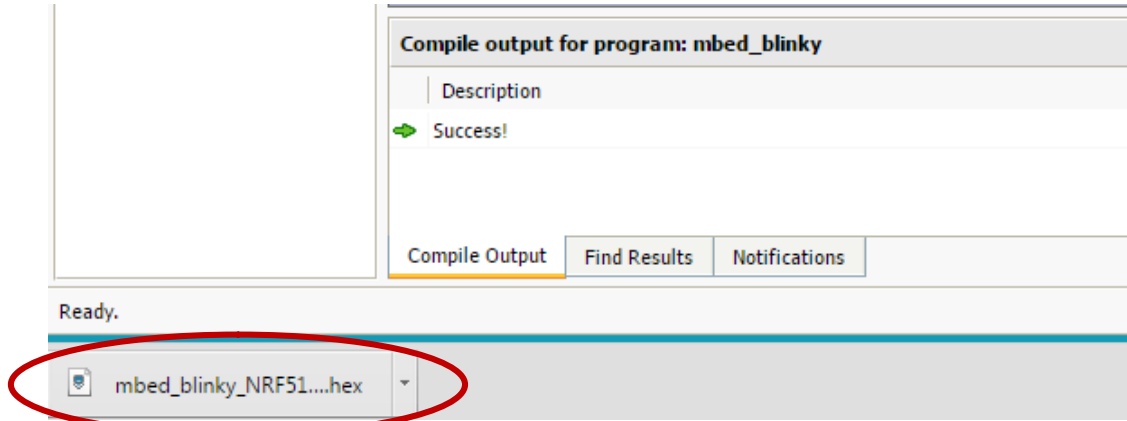 Compile output for program: mbed_blinky
Description
Success!
Compile Output Find Results Notifications
Ready.
mbed_blinky_NRF51....hex